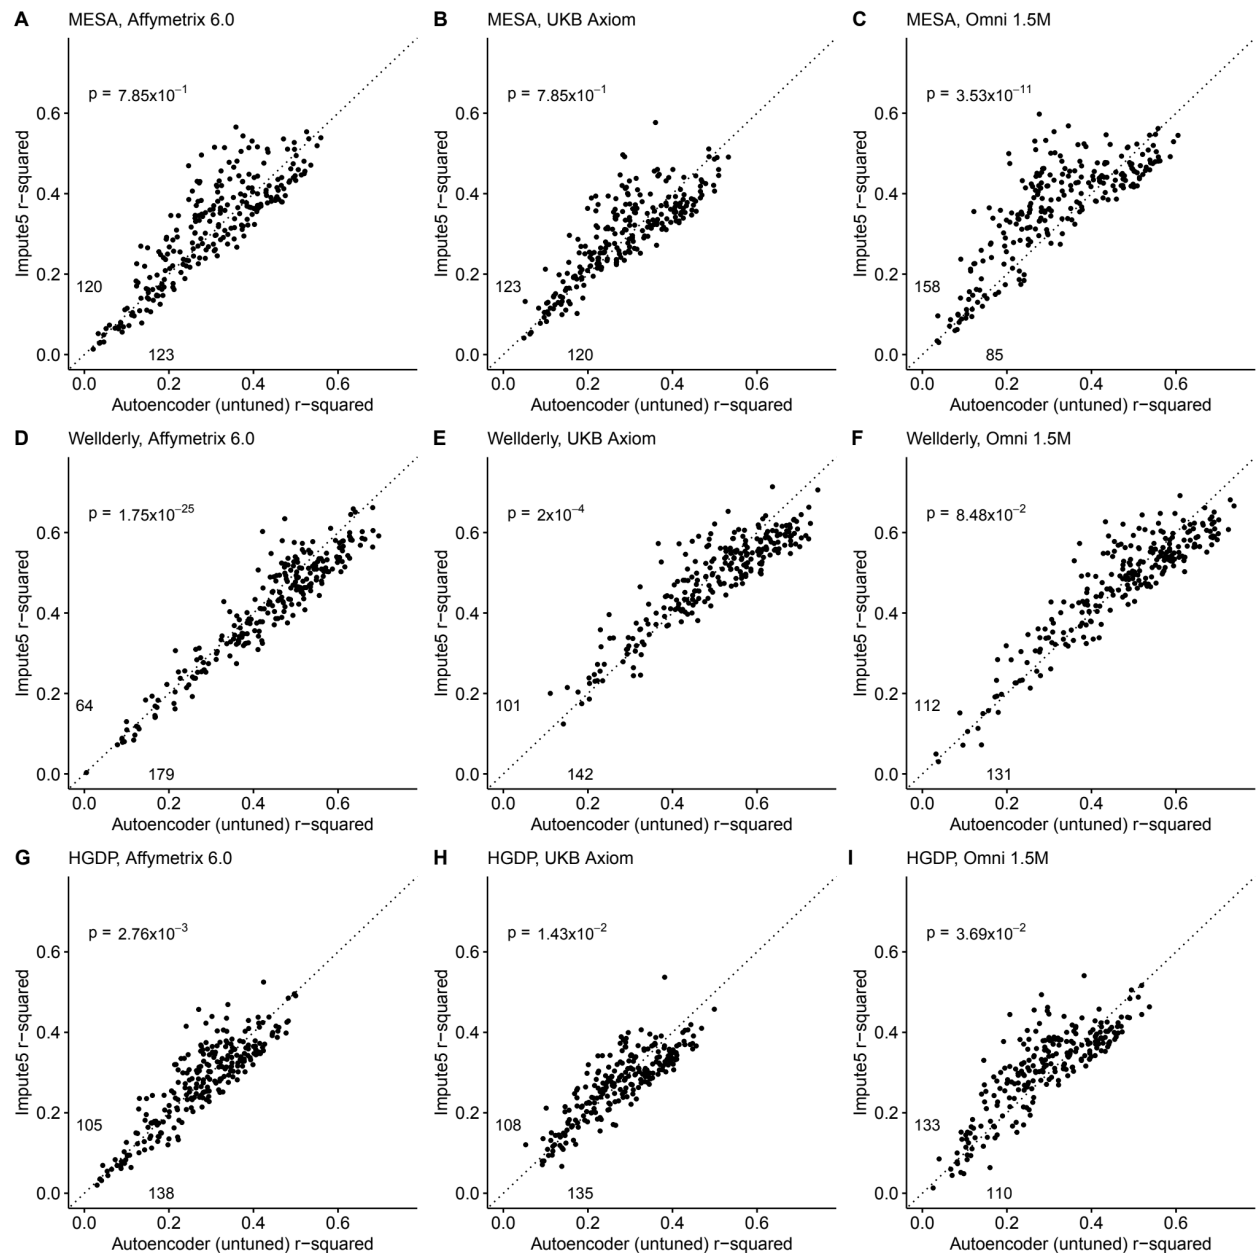 A MESA, Affymetrix 6.0
p = 7.85x10−1
Impute5 r−squared
0.6
0.4
0.2
0.0
120
123
0.0 0.2 0.4 0.6
Autoencoder (untuned) r−squared
B MESA, UKB Axiom
p = 7.85x10−1
Impute5 r−squared
0.6
0.4
0.2
0.0
123
120
0.0 0.2 0.4 0.6
Autoencoder (untuned) r−squared
C MESA, Omni 1.5M
p = 3.53x10−11
Impute5 r−squared
0.6
0.4
0.2
0.0
158
85
0.0 0.2 0.4 0.6
Autoencoder (untuned) r−squared
D Wellderly, Affymetrix 6.0
p = 1.75x10−25
Impute5 r−squared
0.6
0.4
0.2
0.0
64
179
0.0 0.2 0.4 0.6
Autoencoder (untuned) r−squared
E Wellderly, UKB Axiom
p = 2x10−4
Impute5 r−squared
0.6
0.4
0.2
0.0
101
142
0.0 0.2 0.4 0.6
Autoencoder (untuned) r−squared
F Wellderly, Omni 1.5M
p = 8.48x10−2
Impute5 r−squared
0.6
0.4
0.2
0.0
112
131
0.0 0.2 0.4 0.6
Autoencoder (untuned) r−squared
G HGDP, Affymetrix 6.0
p = 2.76x10−3
Impute5 r−squared
0.6
0.4
0.2
0.0
105
138
0.0 0.2 0.4 0.6
Autoencoder (untuned) r−squared
H HGDP, UKB Axiom
p = 1.43x10−2
Impute5 r−squared
0.6
0.4
0.2
0.0
108
135
0.0 0.2 0.4 0.6
Autoencoder (untuned) r−squared
I HGDP, Omni 1.5M
p = 3.69x10−2
Impute5 r−squared
0.6
0.4
0.2
0.0
133
110
0.0 0.2 0.4 0.6
Autoencoder (untuned) r−squared